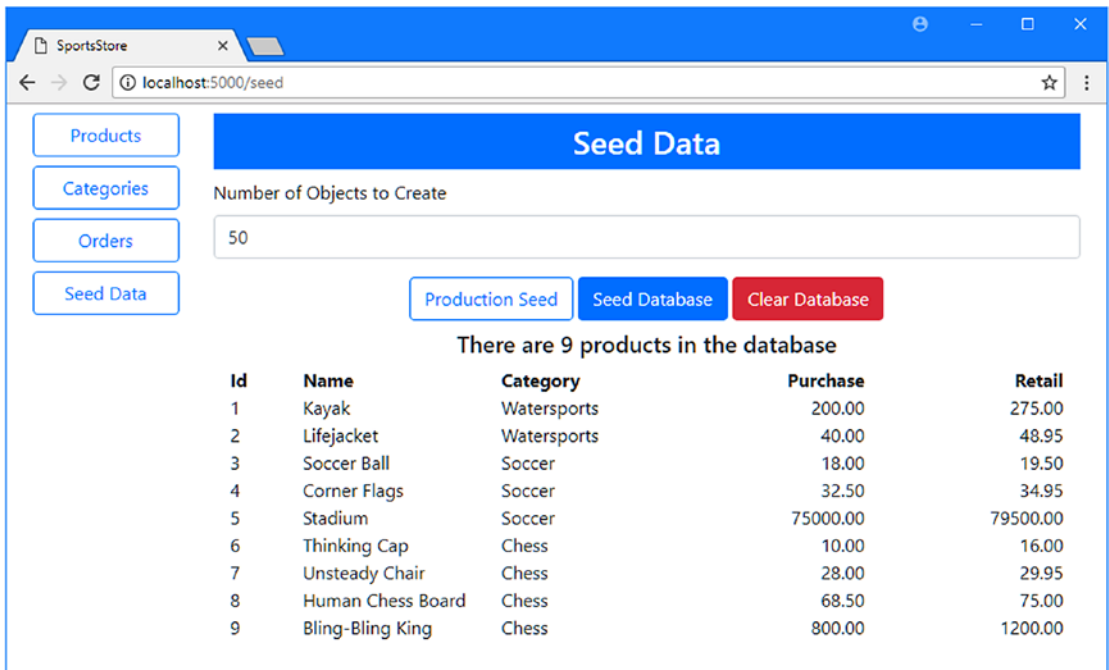 SportsStore
localhost:5000/seed
Products
Categories
Orders
Seed Data
Seed Data
Number of Objects to Create
50
Production Seed Seed Database Clear Database
There are 9 products in the database
Id Name Category Purchase Retail
1 Kayak Watersports 200.00 275.00
2 Lifejacket Watersports 40.00 48.95
3 Soccer Ball Soccer 18.00 19.50
4 Corner Flags Soccer 32.50 34.95
5 Stadium Soccer 75000.00 79500.00
6 Thinking Cap Chess 10.00 16.00
7 Unsteady Chair Chess 28.00 29.95
8 Human Chess Board Chess 68.50 75.00
9 Bling-Bling King Chess 800.00 1200.00